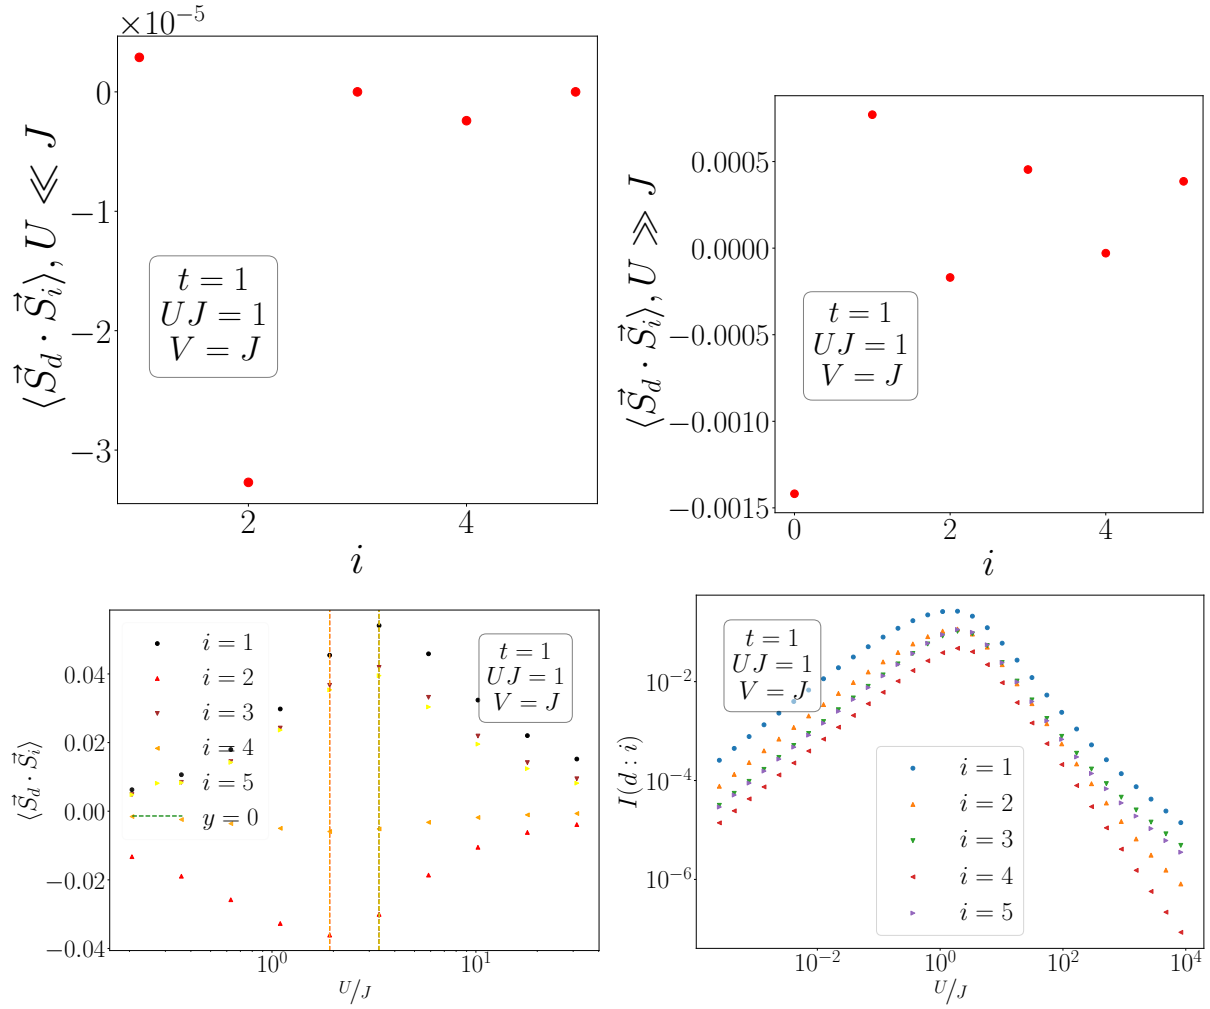 ×10⁻⁵
0
−1
−2
−3
2
4
i
⟨S⃗_d · S⃗_i⟩, U ≪ J
t = 1
UJ = 1
V = J
0.0005
0.0000
−0.0005
−0.0010
−0.0015
0
2
4
i
⟨S⃗_d · S⃗_i⟩, U ≫ J
t = 1
UJ = 1
V = J
0.04
0.02
0.00
−0.02
−0.04
10⁰
10¹
U/J
⟨S⃗_d · S⃗_i⟩
i = 1
i = 2
i = 3
i = 4
i = 5
y = 0
t = 1
UJ = 1
V = J
10⁻²
10⁻⁴
10⁻⁶
10⁻²
10⁰
10²
10⁴
U/J
I(d : i)
t = 1
UJ = 1
V = J
i = 1
i = 2
i = 3
i = 4
i = 5